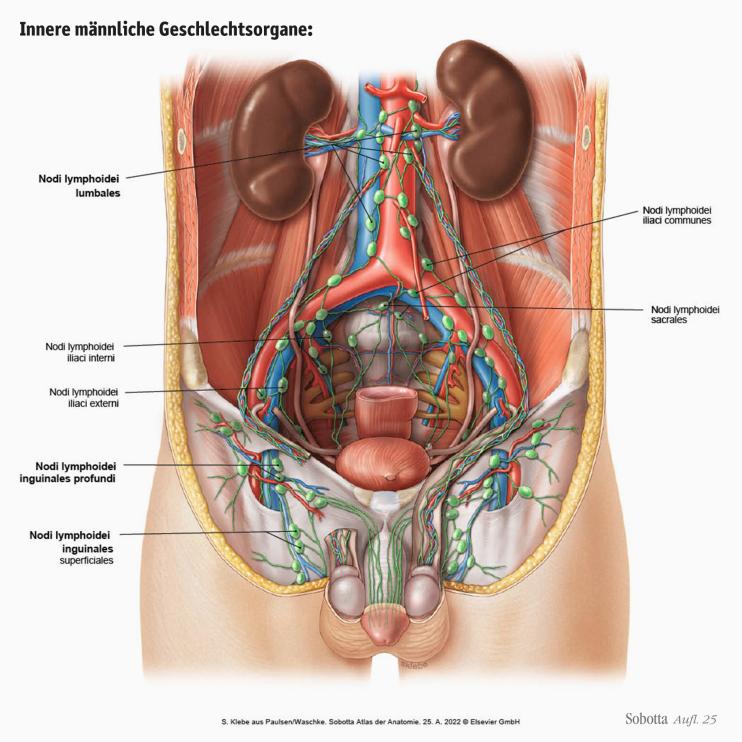 Innere männliche Geschlechtsorgane:
Nodi lymphoidei
lumbales
Nodi lymphoidei
iliaci communes
Nodi lymphoidei
sacrales
Nodi lymphoidei
iliaci interni
Nodi lymphoidei
iliaci externi
Nodi lymphoidei
inguinales profundi
Nodi lymphoidei
inguinales
superficiales
S. Klebe aus Paulsen/Waschke. Sobotta Atlas der Anatomie. 25. A. 2022 © Elsevier GmbH
Sobotta Aufl. 25